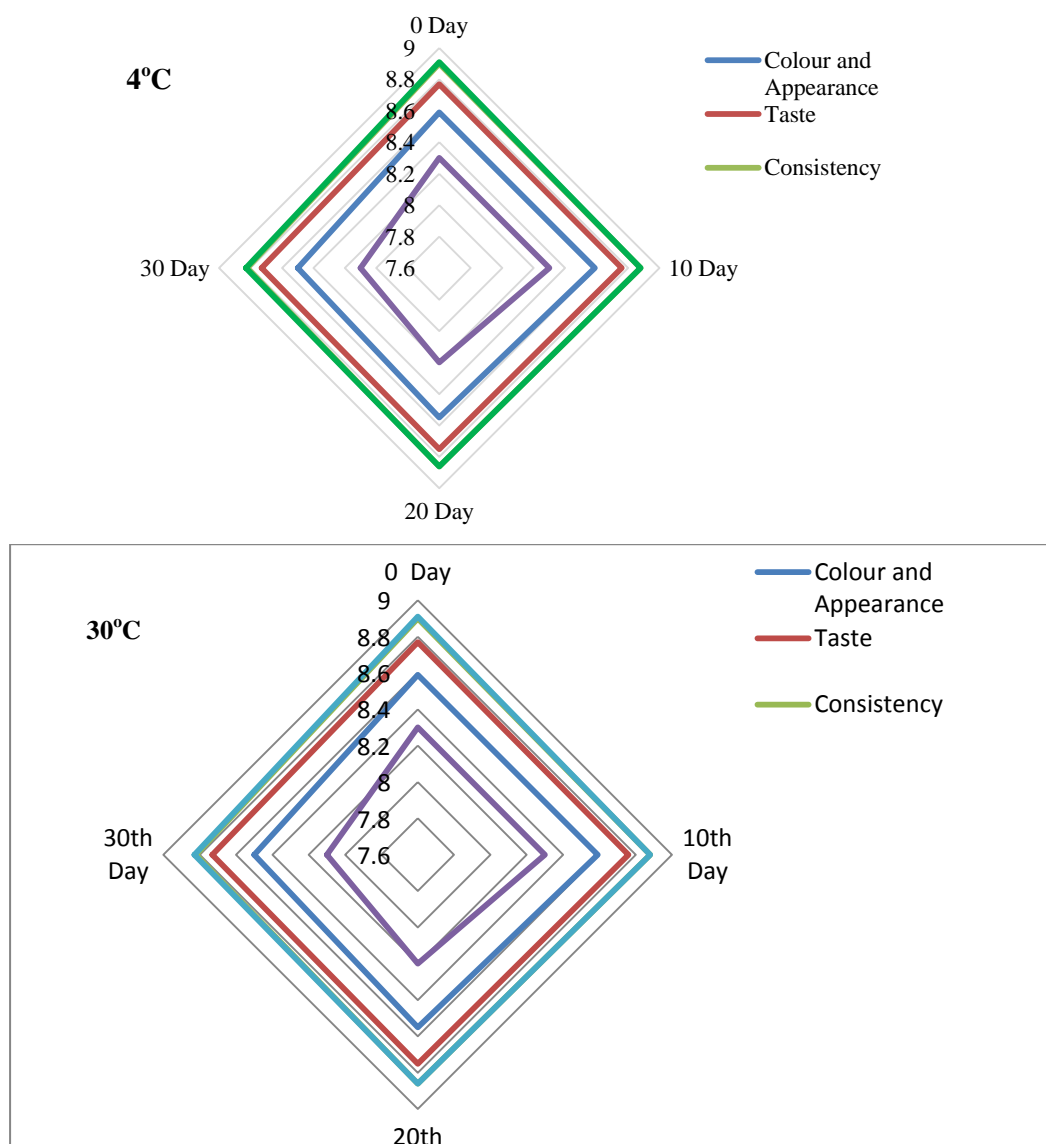 0 Day
4°C
9
8.8
8.6
8.4
8.2
8
7.8
7.6
30 Day
10 Day
20 Day
Colour and
Appearance
Taste
Consistency
0 Day
30°C
9
8.8
8.6
8.4
8.2
8
7.8
7.6
30th
Day
10th
Day
20th
Colour and
Appearance
Taste
Consistency